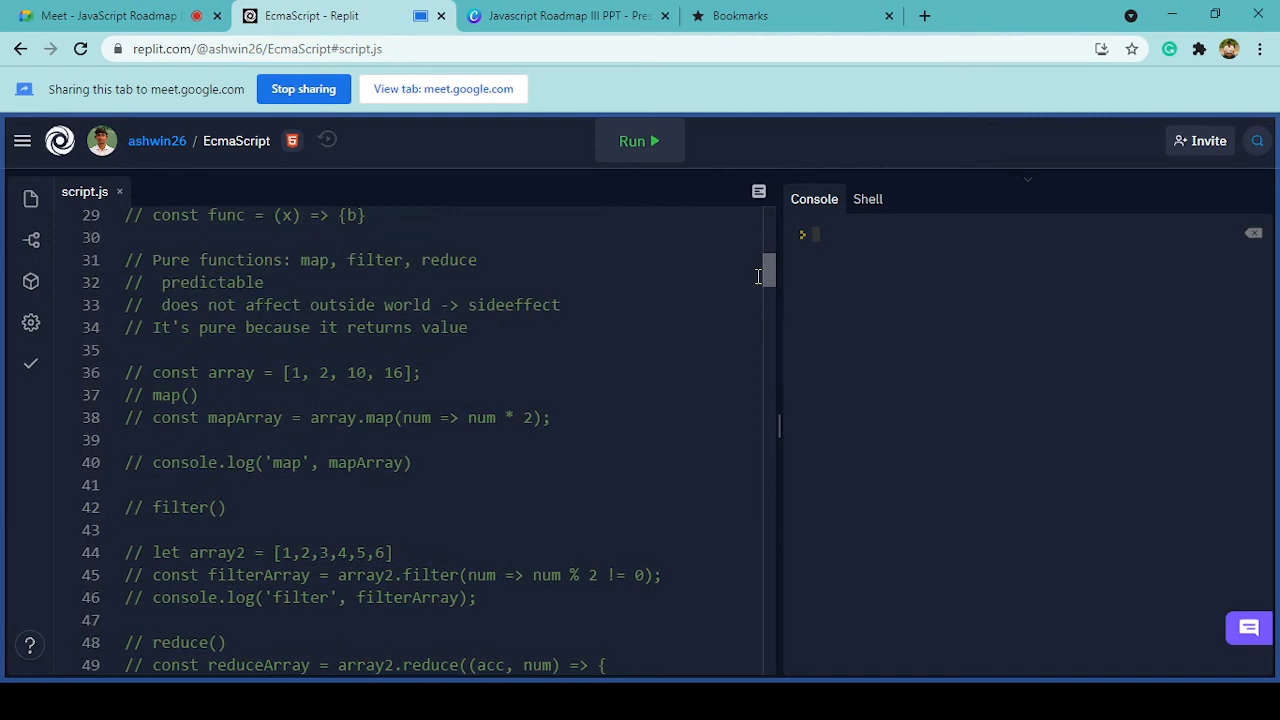 Meet - JavaScript Roadmap
EcmaScript - Replit
Javascript Roadmap III PPT - Pres
Bookmarks
replit.com/@ashwin26/EcmaScript#script.js
Sharing this tab to meet.google.com
Stop sharing
View tab: meet.google.com
ashwin26 / EcmaScript
Run
Invite
script.js
Console
Shell
29 // const func = (x) => {b}
30
31 // Pure functions: map, filter, reduce
32 //  predictable
33 //  does not affect outside world -> sideeffect
34 // It's pure because it returns value
35
36 // const array = [1, 2, 10, 16];
37 // map()
38 // const mapArray = array.map(num => num * 2);
39
40 // console.log('map', mapArray)
41
42 // filter()
43
44 // let array2 = [1,2,3,4,5,6]
45 // const filterArray = array2.filter(num => num % 2 != 0);
46 // console.log('filter', filterArray);
47
48 // reduce()
49 // const reduceArray = array2.reduce((acc, num) => {